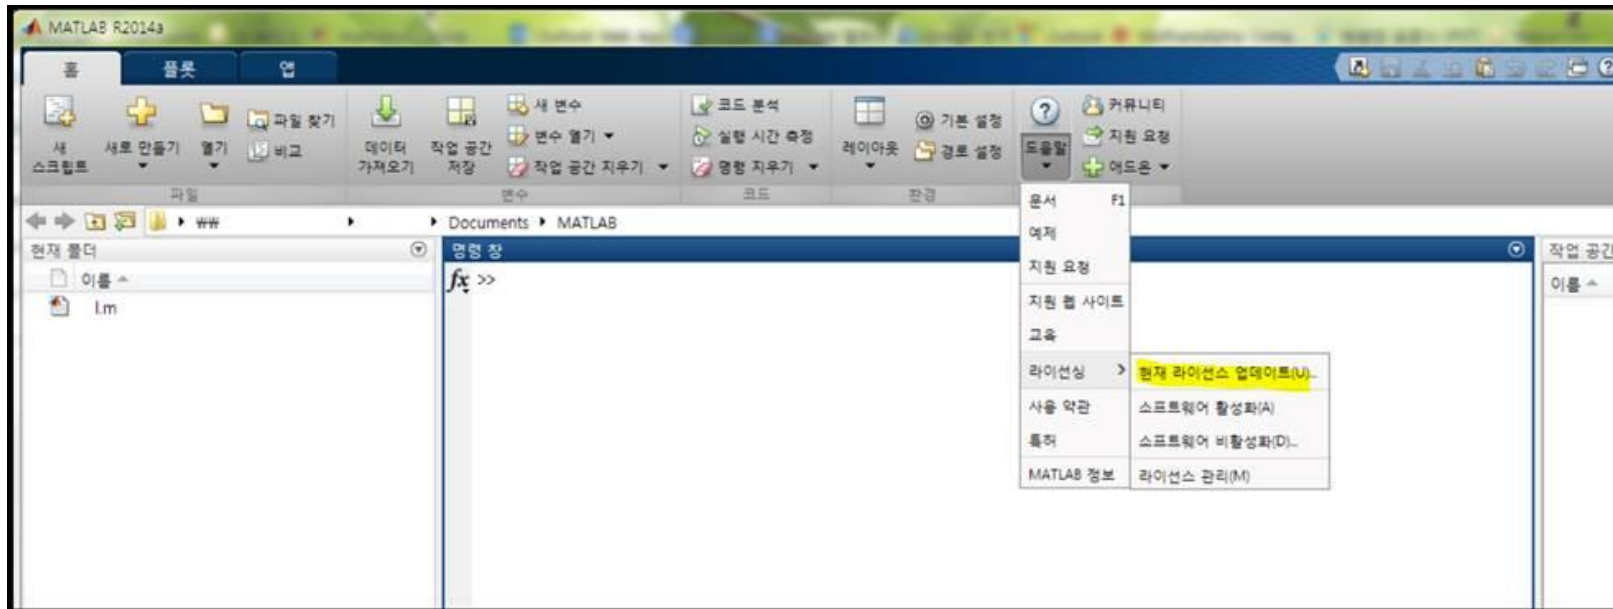 MATLAB R2014a
홈 플롯 앱
새 스크립트
새로 만들기
열기
파일 찾기
비교
파일
데이터 가져오기
작업 공간 저장
새 변수
변수 열기
작업 공간 지우기
변수
코드 분석
실행 시간 측정
명령 지우기
코드
레이아웃
기본 설정
경로 설정
환경
도움말
커뮤니티
지원 요청
애드온
ww Documents MATLAB
현재 폴더
이름
l.m
명령 창
fx >>
작업 공간
이름
문서 F1
예제
지원 요청
지원 웹 사이트
교육
라이선싱
사용 약관
특허
MATLAB 정보
현재 라이선스 업데이트(U)...
소프트웨어 활성화(A)
소프트웨어 비활성화(D)...
라이선스 관리(M)